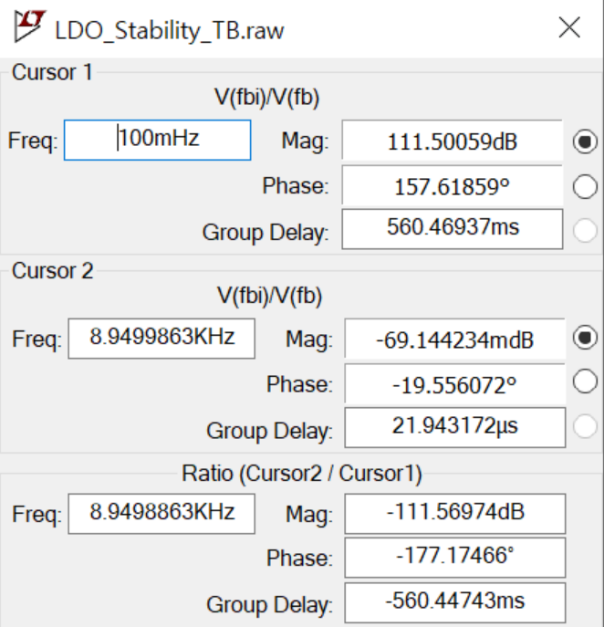 LDO_Stability_TB.raw
Cursor 1
V(fbi)/V(fb)
Freq: 100mHz Mag: 111.50059dB
Phase: 157.61859°
Group Delay: 560.46937ms
Cursor 2
V(fbi)/V(fb)
Freq: 8.9499863KHz Mag: -69.144234mdB
Phase: -19.556072°
Group Delay: 21.943172µs
Ratio (Cursor2 / Cursor1)
Freq: 8.9498863KHz Mag: -111.56974dB
Phase: -177.17466°
Group Delay: -560.44743ms